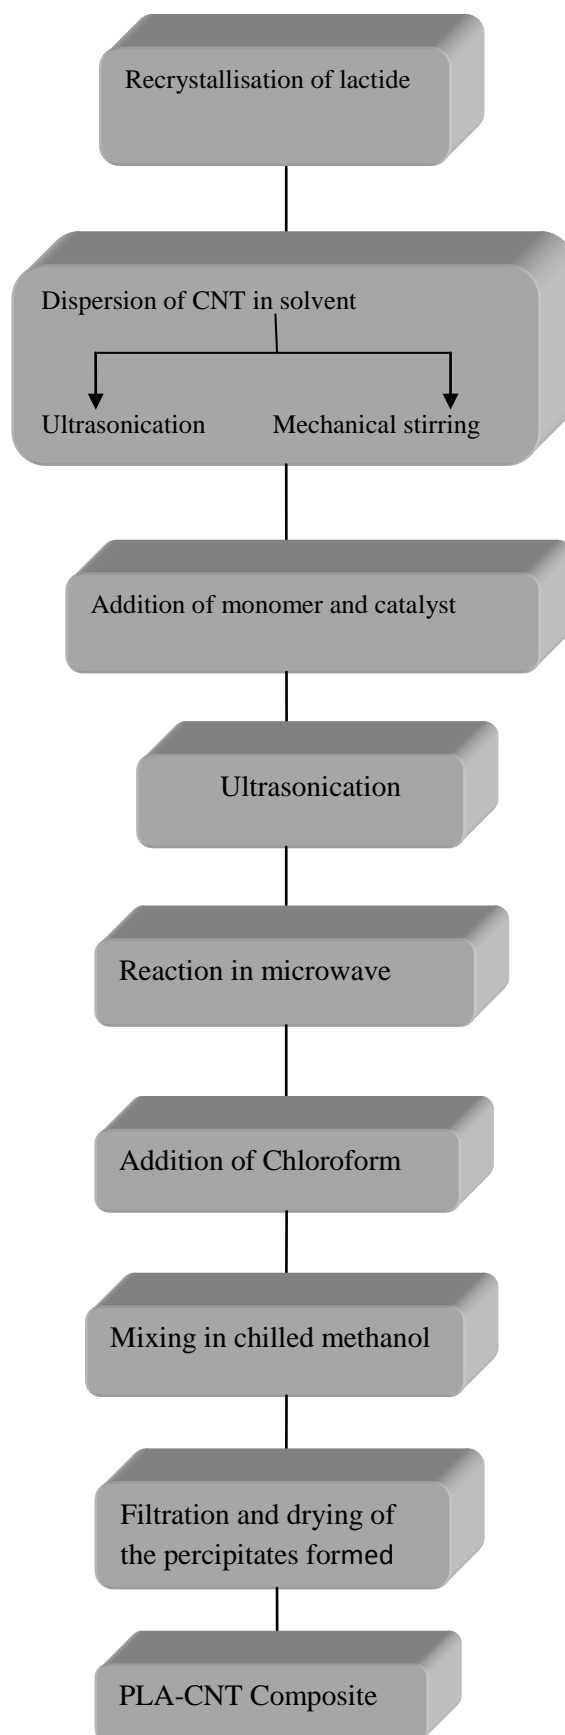 Recrystallisation of lactide
Dispersion of CNT in solvent
Ultrasonication Mechanical stirring
Addition of monomer and catalyst
Ultrasonication
Reaction in microwave
Addition of Chloroform
Mixing in chilled methanol
Filtration and drying of
the percipitates formed
PLA-CNT Composite